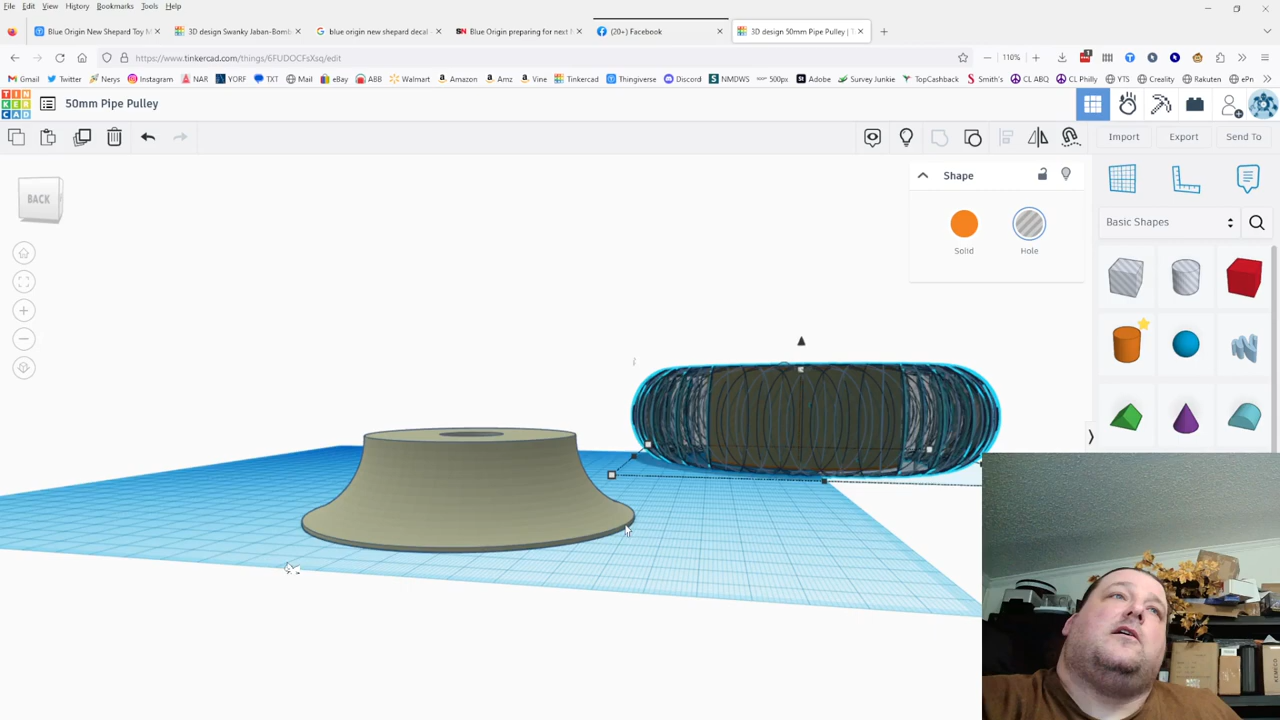 File Edit View History Bookmarks Tools Help
Blue Origin New Shepard Toy M
3D design Swanky Jaban-Bomb
blue origin new shepard decal -
Blue Origin preparing for next N
(20+) Facebook
3D design 50mm Pipe Pulley | T
https://www.tinkercad.com/things/6FUDOCFsXsq/edit
110%
Gmail Twitter Nerys Instagram NAR YORF TXT Mail eBay ABB Walmart Amazon Amz Vine Tinkercad Thingiverse Discord NMDWS 500px Adobe Survey Junkie TopCashback Smith's CL ABQ CL Philly YTS Creality Rakuten ePn
TIN
KER
CAD
50mm Pipe Pulley
Import Export Send To
BACK
Shape
Solid Hole
Basic Shapes